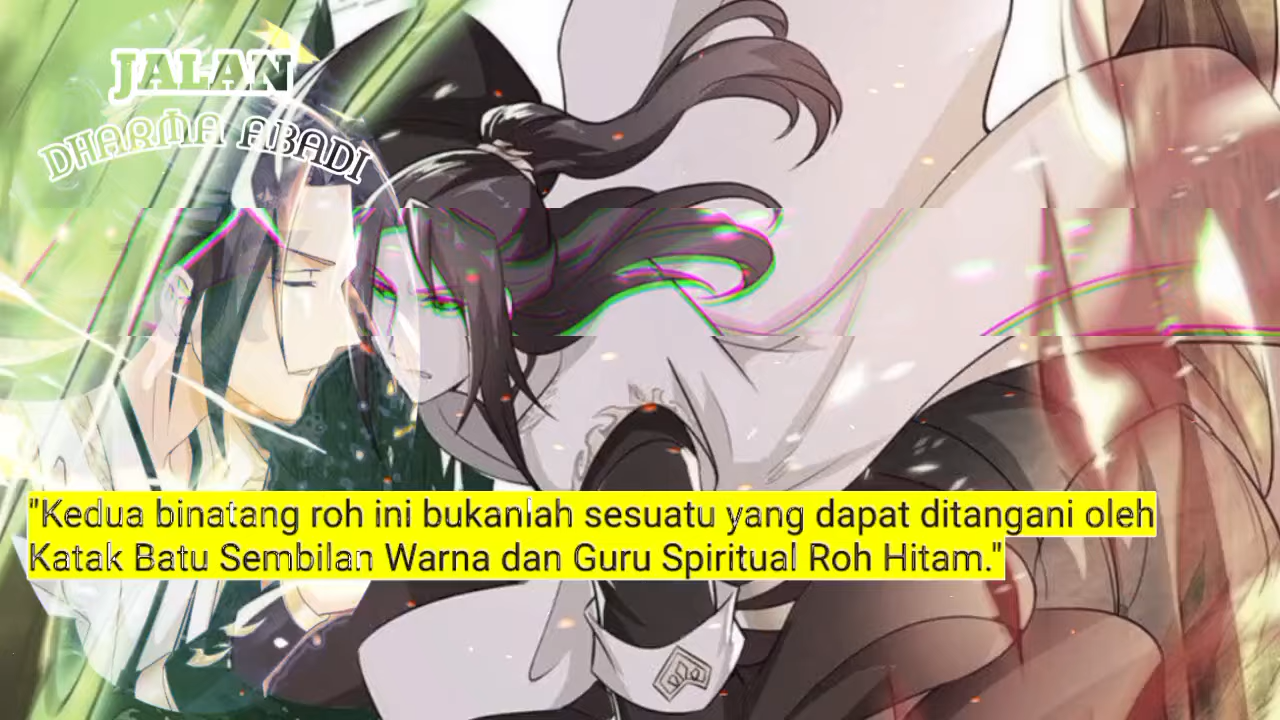 JALAN
DHARMA ABADI
"Kedua binatang roh ini bukanlah sesuatu yang dapat ditangani oleh
Katak Batu Sembilan Warna dan Guru Spiritual Roh Hitam."